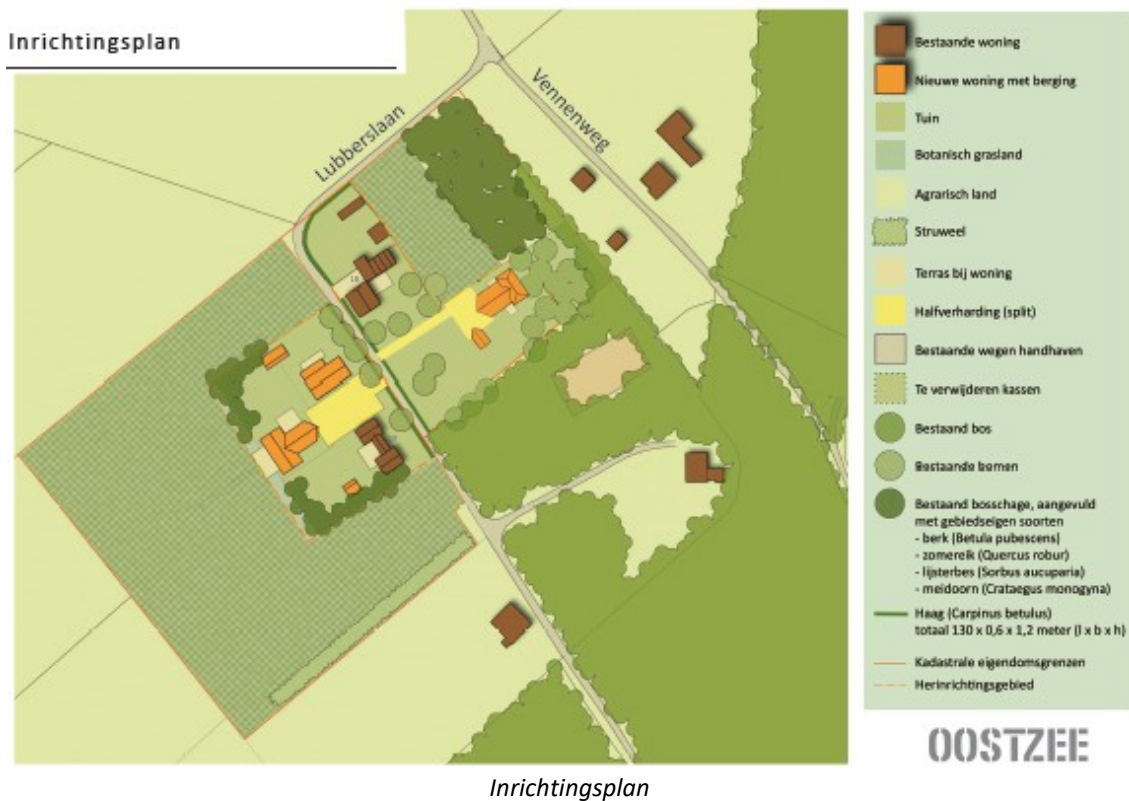 Inrichtingsplan
Lubberslaan
Vennenweg
18
Bestaande woning
Nieuwe woning met berging
Tuin
Botanisch grasland
Agrarisch land
Struweel
Terras bij woning
Halfverharding (split)
Bestaande wegen handhaven
Te verwijderen kassen
Bestaand bos
Bestaande bomen
Bestaand bosschage, aangevuld
met gebiedseigen soorten
- berk (Betula pubescens)
- zomereik (Quercus robur)
- lijsterbes (Sorbus aucuparia)
- meidoorn (Crataegus monogyna)
Haag (Carpinus betulus)
totaal 130 x 0,6 x 1,2 meter (l x b x h)
Kadastrale eigendomsgrenzen
Herinrichtingsgebied
OOSTZEE
Inrichtingsplan